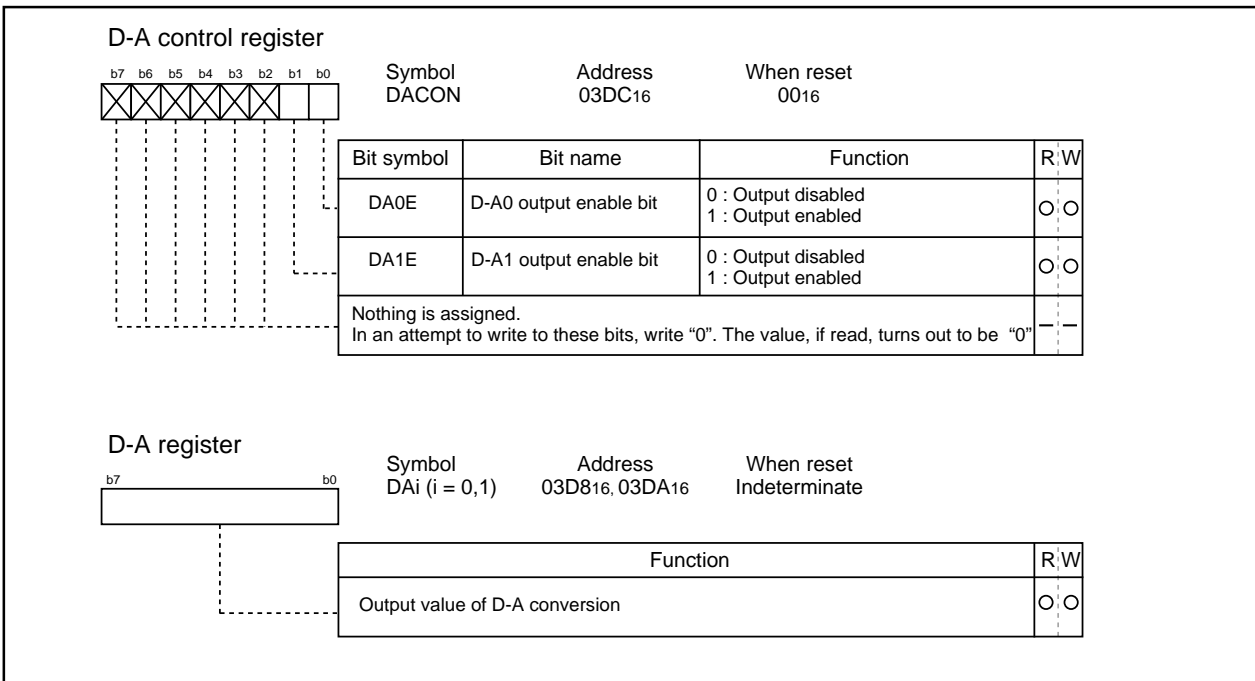 D-A control register
b7 b6 b5 b4 b3 b2 b1 b0
Symbol Address When reset
DACON 03DC16 0016
Bit symbol Bit name Function R W
DA0E D-A0 output enable bit 0 : Output disabled
1 : Output enabled
DA1E D-A1 output enable bit 0 : Output disabled
1 : Output enabled
Nothing is assigned.
In an attempt to write to these bits, write “0”. The value, if read, turns out to be “0”
D-A register
b7 b0
Symbol Address When reset
DAi (i = 0,1) 03D816, 03DA16 Indeterminate
Function R W
Output value of D-A conversion